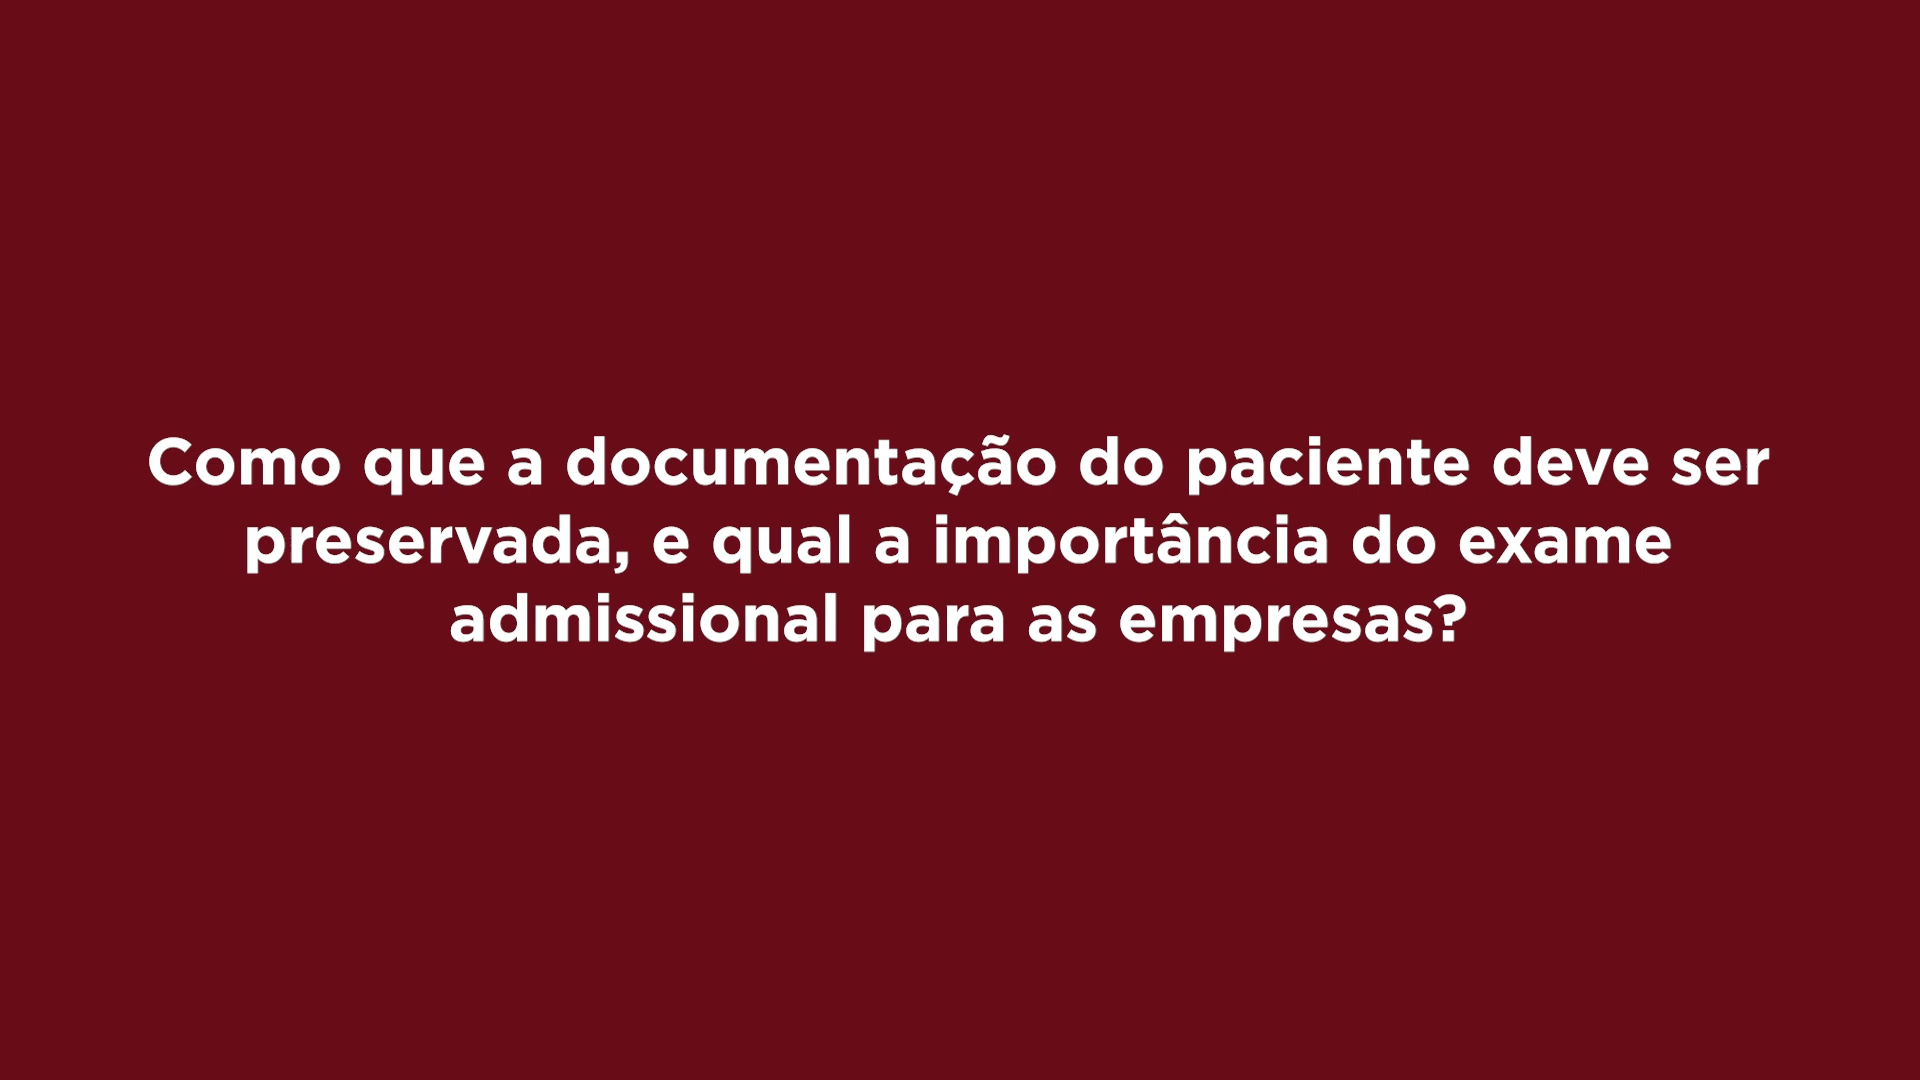 Como que a documentação do paciente deve ser
preservada, e qual a importância do exame
admissional para as empresas?